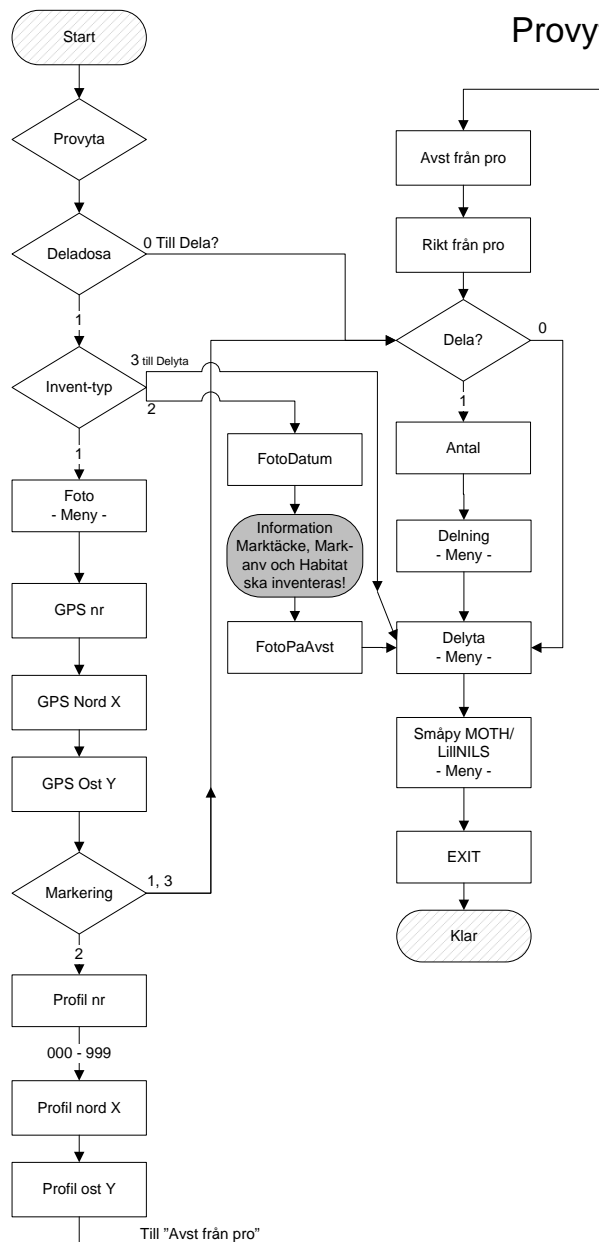 Provy
Start
Provyta
Deladosa
0 Till Dela?
1
Invent-typ
3 till Delyta
2
1
Foto
- Meny -
GPS nr
GPS Nord X
GPS Ost Y
Markering
1, 3
2
Profil nr
000 - 999
Profil nord X
Profil ost Y
Till "Avst från pro"
FotoDatum
Information
Marktäcke, Mark-
anv och Habitat
ska inventeras!
FotoPaAvst
Avst från pro
Rikt från pro
Dela?
0
1
Antal
Delning
- Meny -
Delyta
- Meny -
Småpy MOTH/
LillNILS
- Meny -
EXIT
Klar